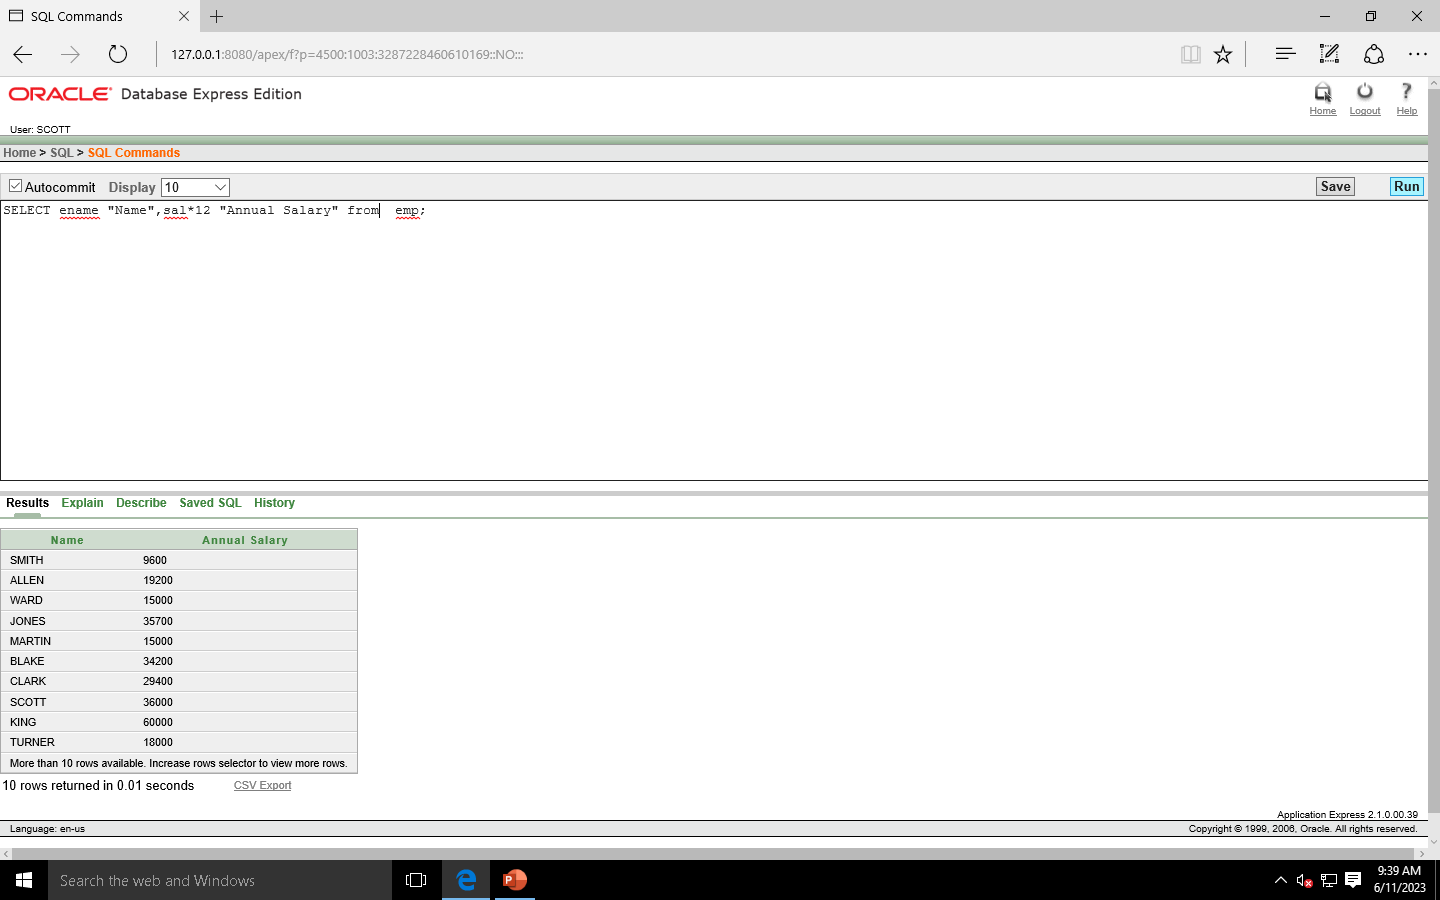 SQL Commands
127.0.0.1:8080/apex/f?p=4500:1003:3287228460610169::NO:::
ORACLE Database Express Edition
Home Logout Help
User: SCOTT
Home > SQL > SQL Commands
Autocommit Display 10 Save Run
SELECT ename "Name",sal*12 "Annual Salary" from  emp;
Results Explain Describe Saved SQL History
Name Annual Salary
SMITH 9600
ALLEN 19200
WARD 15000
JONES 35700
MARTIN 15000
BLAKE 34200
CLARK 29400
SCOTT 36000
KING 60000
TURNER 18000
More than 10 rows available. Increase rows selector to view more rows.
10 rows returned in 0.01 seconds CSV Export
Application Express 2.1.0.00.39
Language: en-us Copyright © 1999, 2006, Oracle. All rights reserved.
Search the web and Windows
9:39 AM
6/11/2023